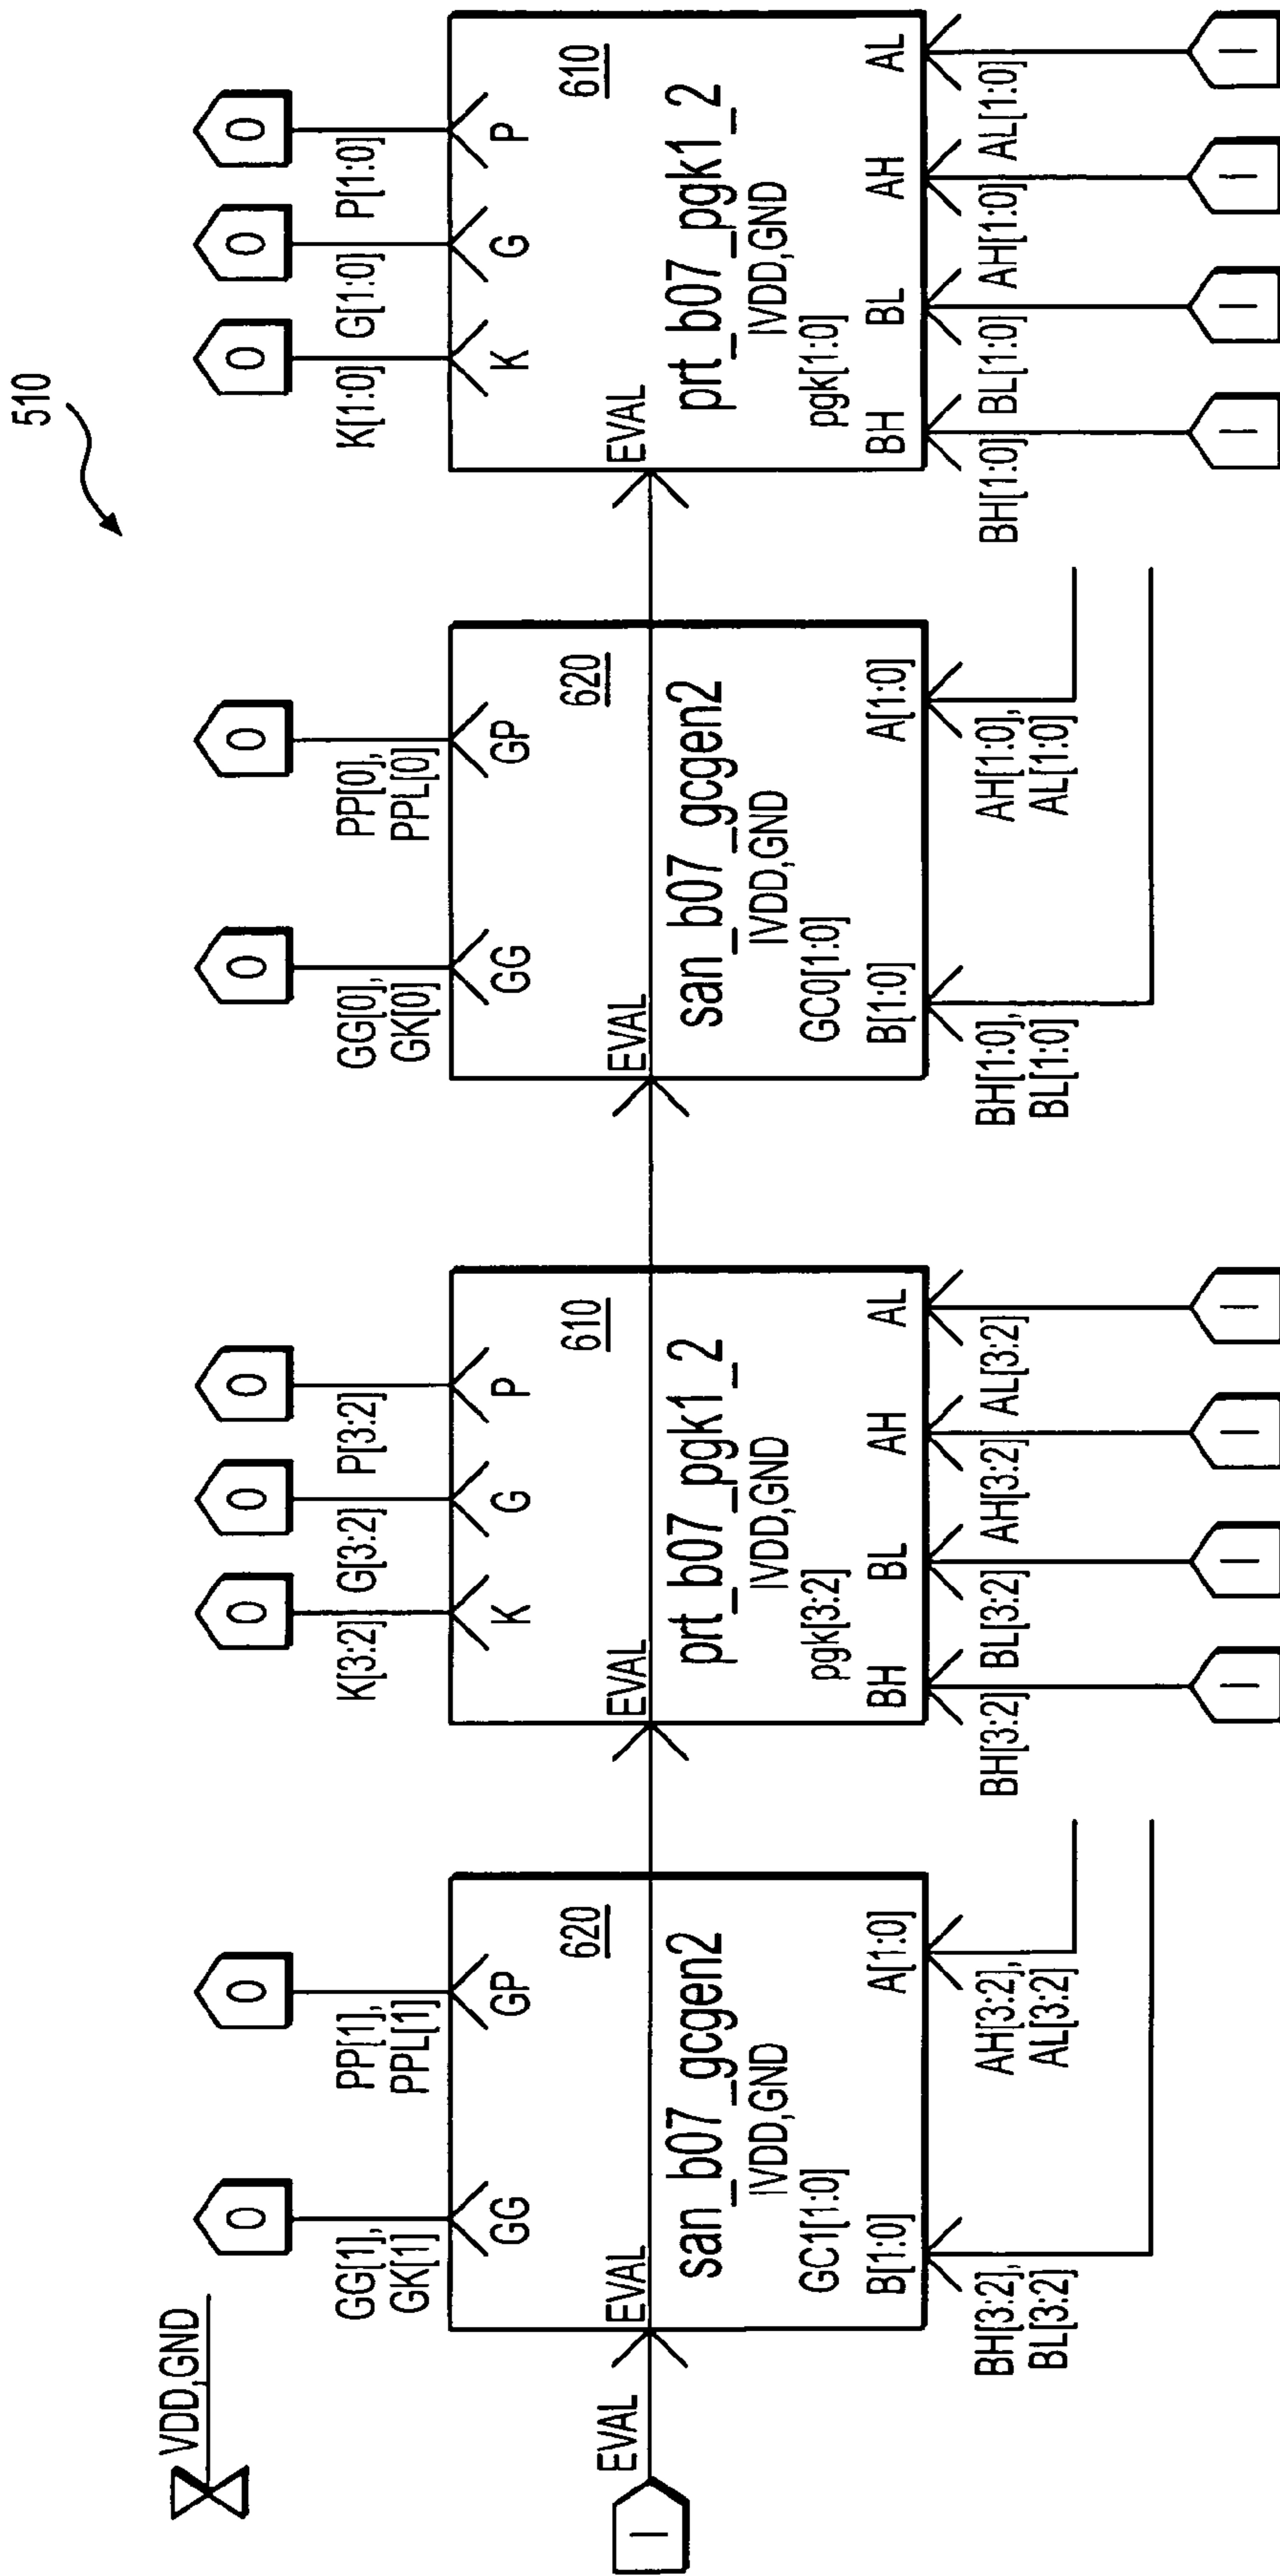 510
VDD,GND
I
EVAL
O
O
GG[1],
GK[1]
PP[1],
PPL[1]
GG
GP
620
EVAL
san_b07_gcgen2
IVDD,GND
GC1[1:0]
B[1:0]
A[1:0]
BH[3:2],
BL[3:2]
AH[3:2],
AL[3:2]
O
O
O
K[3:2]
G[3:2]
P[3:2]
K
G
P
610
EVAL
prt_b07_pgk1_2
IVDD,GND
pgk[3:2]
BH
BL
AH
AL
BH[3:2]
BL[3:2]
AH[3:2]
AL[3:2]
I
I
I
I
O
O
GG[0],
GK[0]
PP[0],
PPL[0]
GG
GP
620
EVAL
san_b07_gcgen2
IVDD,GND
GC0[1:0]
B[1:0]
A[1:0]
BH[1:0],
BL[1:0]
AH[1:0],
AL[1:0]
O
O
O
K[1:0]
G[1:0]
P[1:0]
K
G
P
610
EVAL
prt_b07_pgk1_2
IVDD,GND
pgk[1:0]
BH
BL
AH
AL
BH[1:0]
BL[1:0]
AH[1:0]
AL[1:0]
I
I
I
I